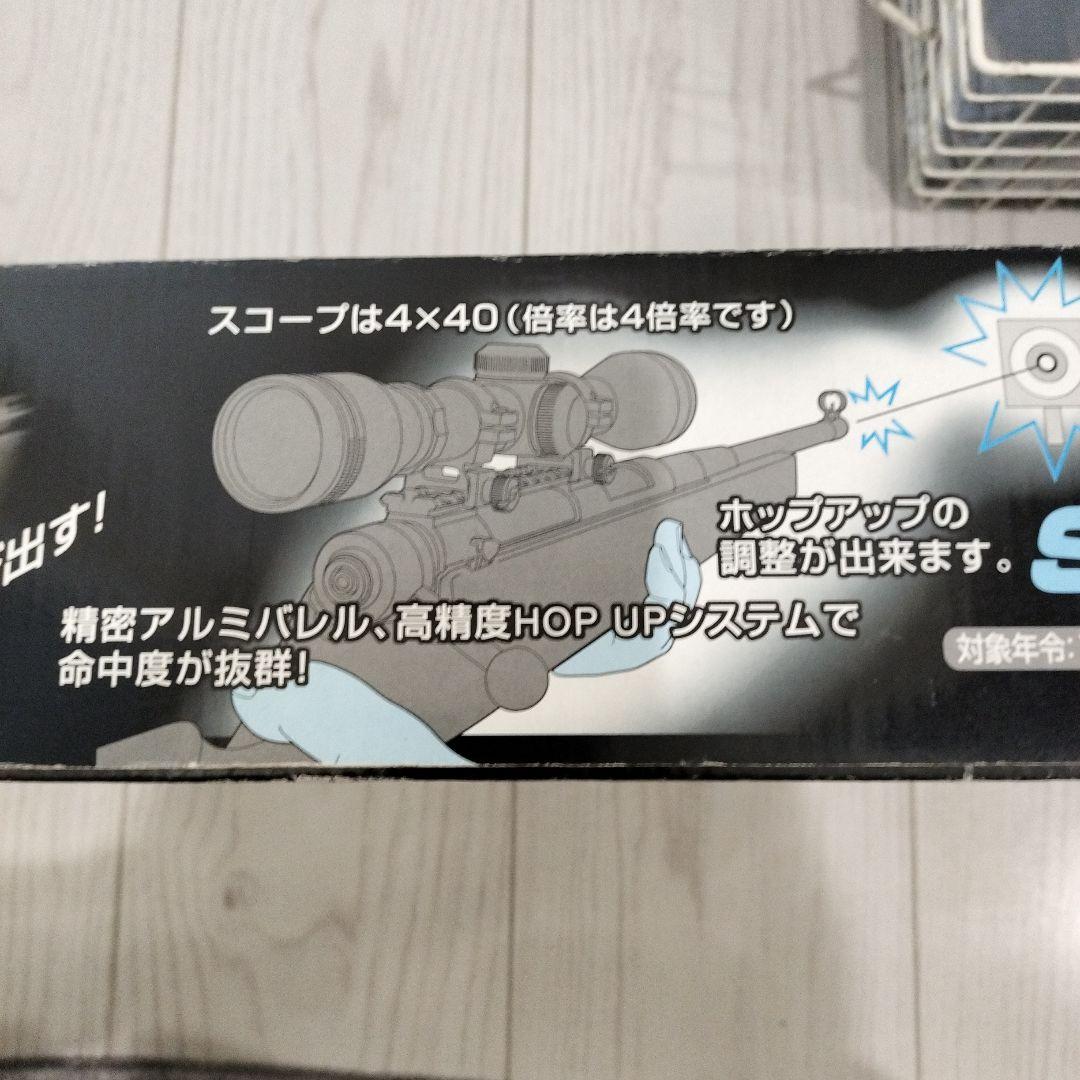 スコープは4×40(倍率は4倍率です)
出す!
ホップアップの
調整が出来ます。
S
精密アルミバレル、高精度HOP UPシステムで
命中度が抜群!
対象年令: